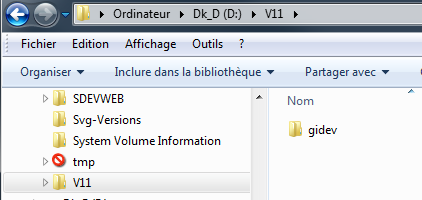 Ordinateur Dk_D (D:) V11
Fichier Edition Affichage Outils ?
Organiser Inclure dans la bibliothèque Partager avec
SDEVWEB
Svg-Versions
System Volume Information
tmp
V11
Nom
gidev